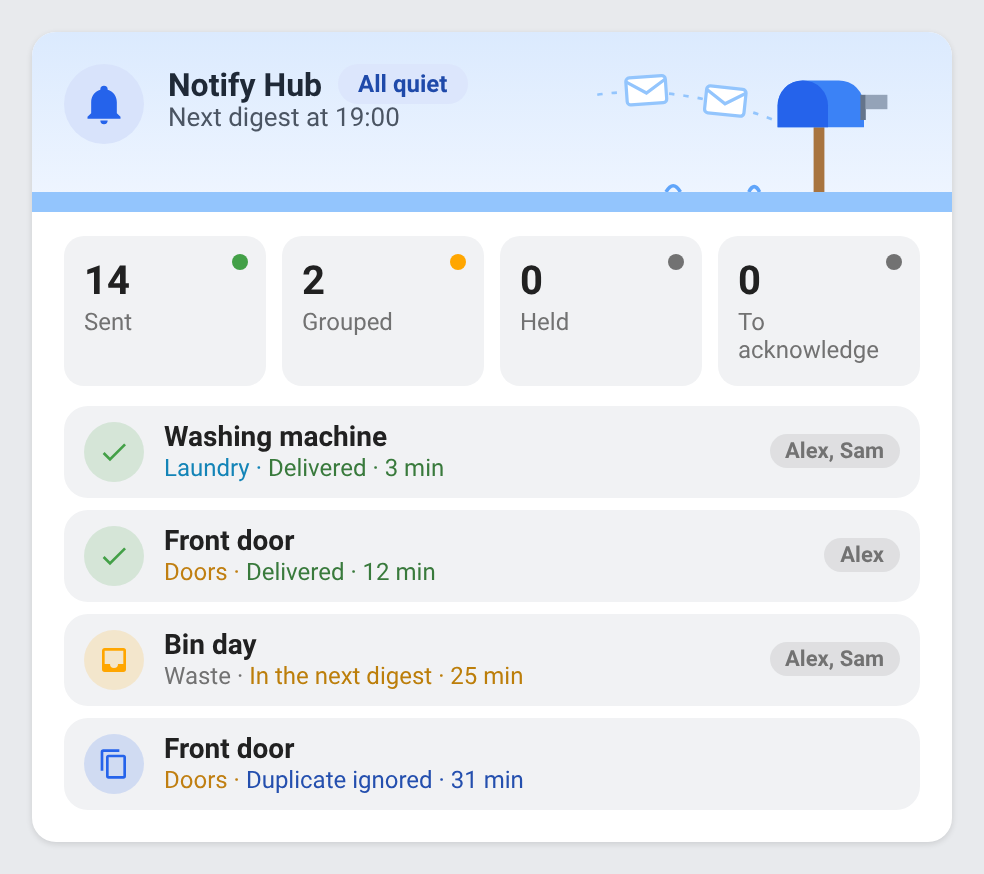 Notify Hub
All quiet
Next digest at 19:00
14
Sent
2
Grouped
0
Held
0
To
acknowledge
Washing machine
Laundry · Delivered · 3 min
Alex, Sam
Front door
Doors · Delivered · 12 min
Alex
Bin day
Waste · In the next digest · 25 min
Alex, Sam
Front door
Doors · Duplicate ignored · 31 min